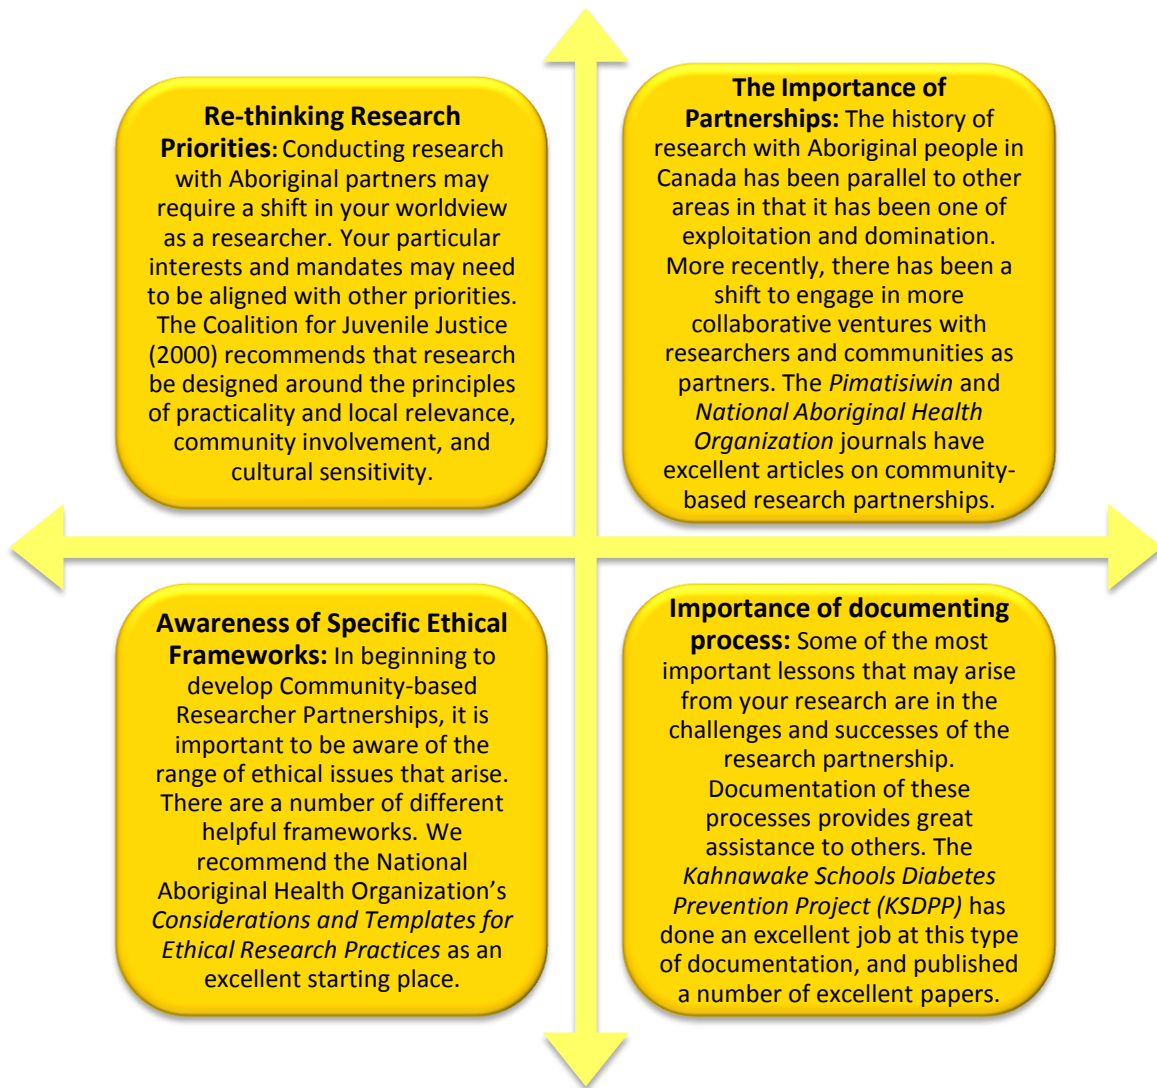 Re-thinking Research
Priorities: Conducting research
with Aboriginal partners may
require a shift in your worldview
as a researcher. Your particular
interests and mandates may need
to be aligned with other priorities.
The Coalition for Juvenile Justice
(2000) recommends that research
be designed around the principles
of practicality and local relevance,
community involvement, and
cultural sensitivity.
The Importance of
Partnerships: The history of
research with Aboriginal people in
Canada has been parallel to other
areas in that it has been one of
exploitation and domination.
More recently, there has been a
shift to engage in more
collaborative ventures with
researchers and communities as
partners. The Pimatisiwin and
National Aboriginal Health
Organization journals have
excellent articles on community-
based research partnerships.
Awareness of Specific Ethical
Frameworks: In beginning to
develop Community-based
Researcher Partnerships, it is
important to be aware of the
range of ethical issues that arise.
There are a number of different
helpful frameworks. We
recommend the National
Aboriginal Health Organization’s
Considerations and Templates for
Ethical Research Practices as an
excellent starting place.
Importance of documenting
process: Some of the most
important lessons that may arise
from your research are in the
challenges and successes of the
research partnership.
Documentation of these
processes provides great
assistance to others. The
Kahnawake Schools Diabetes
Prevention Project (KSDPP) has
done an excellent job at this type
of documentation, and published
a number of excellent papers.